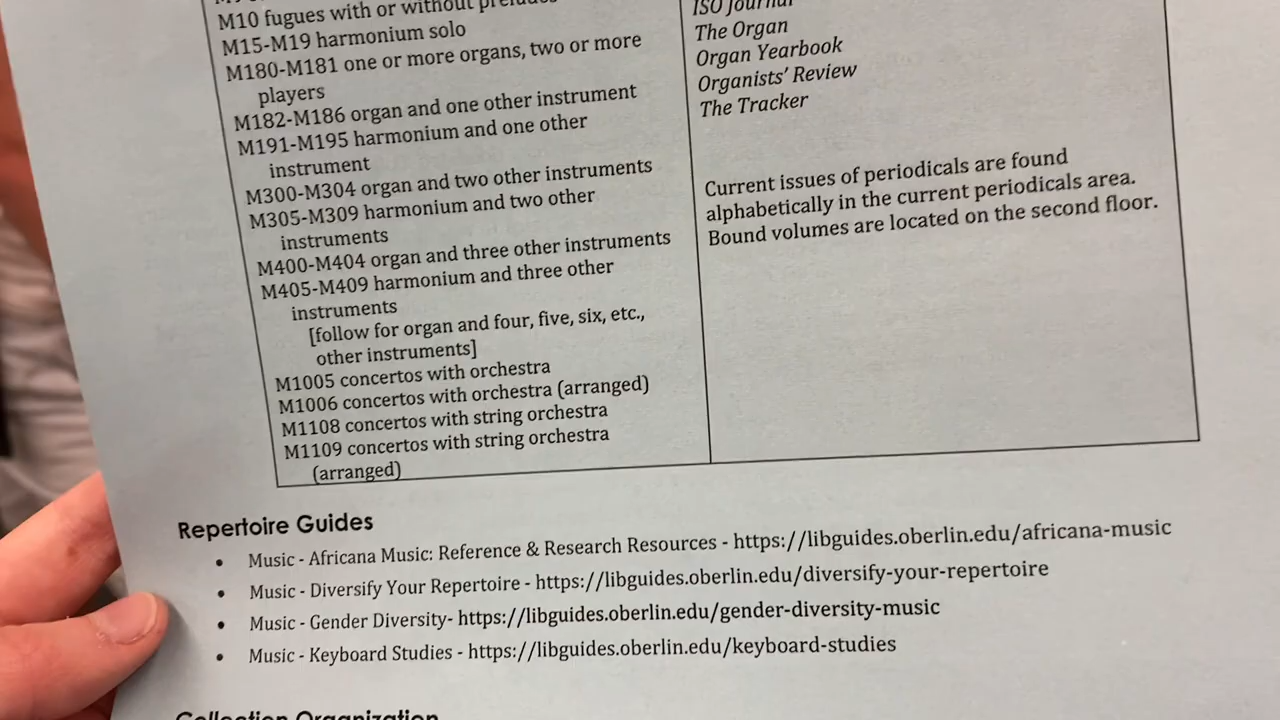 M10 fugues with or without preludes
M15-M19 harmonium solo
M180-M181 one or more organs, two or more
players
M182-M186 organ and one other instrument
M191-M195 harmonium and one other
instrument
M300-M304 organ and two other instruments
M305-M309 harmonium and two other
instruments
M400-M404 organ and three other instruments
M405-M409 harmonium and three other
instruments
[follow for organ and four, five, six, etc.,
other instruments]
M1005 concertos with orchestra
M1006 concertos with orchestra (arranged)
M1108 concertos with string orchestra
M1109 concertos with string orchestra
(arranged)
ISO Journal
The Organ
Organ Yearbook
Organists' Review
The Tracker
Current issues of periodicals are found
alphabetically in the current periodicals area.
Bound volumes are located on the second floor.
Repertoire Guides
• Music - Africana Music: Reference & Research Resources - https://libguides.oberlin.edu/africana-music
• Music - Diversify Your Repertoire - https://libguides.oberlin.edu/diversify-your-repertoire
• Music - Gender Diversity- https://libguides.oberlin.edu/gender-diversity-music
• Music - Keyboard Studies - https://libguides.oberlin.edu/keyboard-studies
Collection Organization